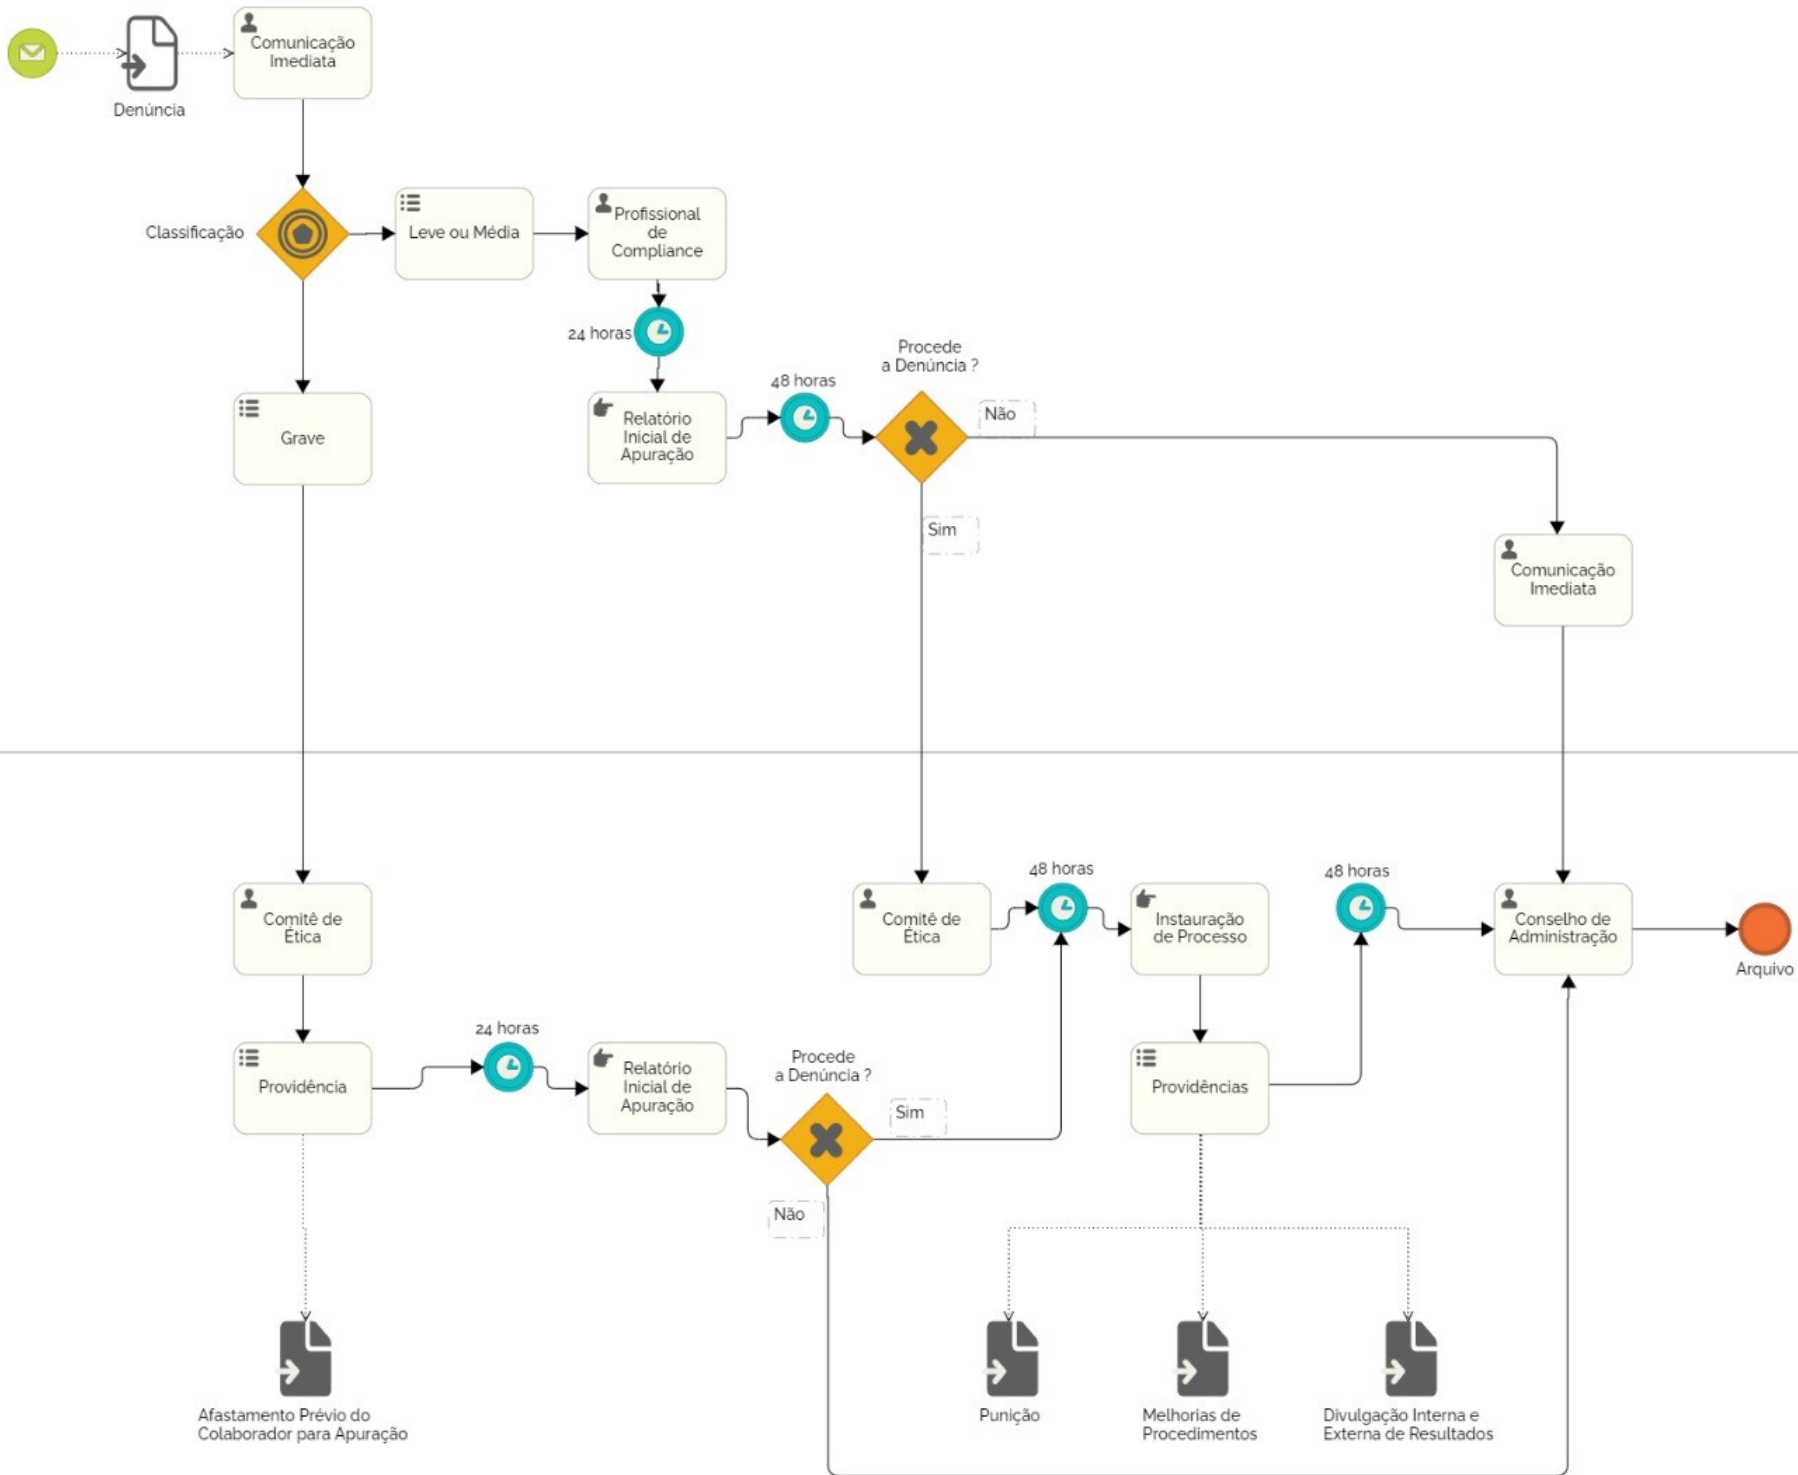 Comunicação
Imediata
Denúncia
Classificação
Leve ou Média
Profissional
de
Compliance
24 horas
Procede
a Denúncia ?
48 horas
Não
Grave
Relatório
Inicial de
Apuração
Sim
Comunicação
Imediata
48 horas
48 horas
Comitê de
Ética
Comitê de
Ética
Instauração
de Processo
Conselho de
Administração
Arquivo
24 horas
Providência
Relatório
Inicial de
Apuração
Procede
a Denúncia ?
Sim
Providências
Não
Afastamento Prévio do
Colaborador para Apuração
Punição
Melhorias de
Procedimentos
Divulgação Interna e
Externa de Resultados